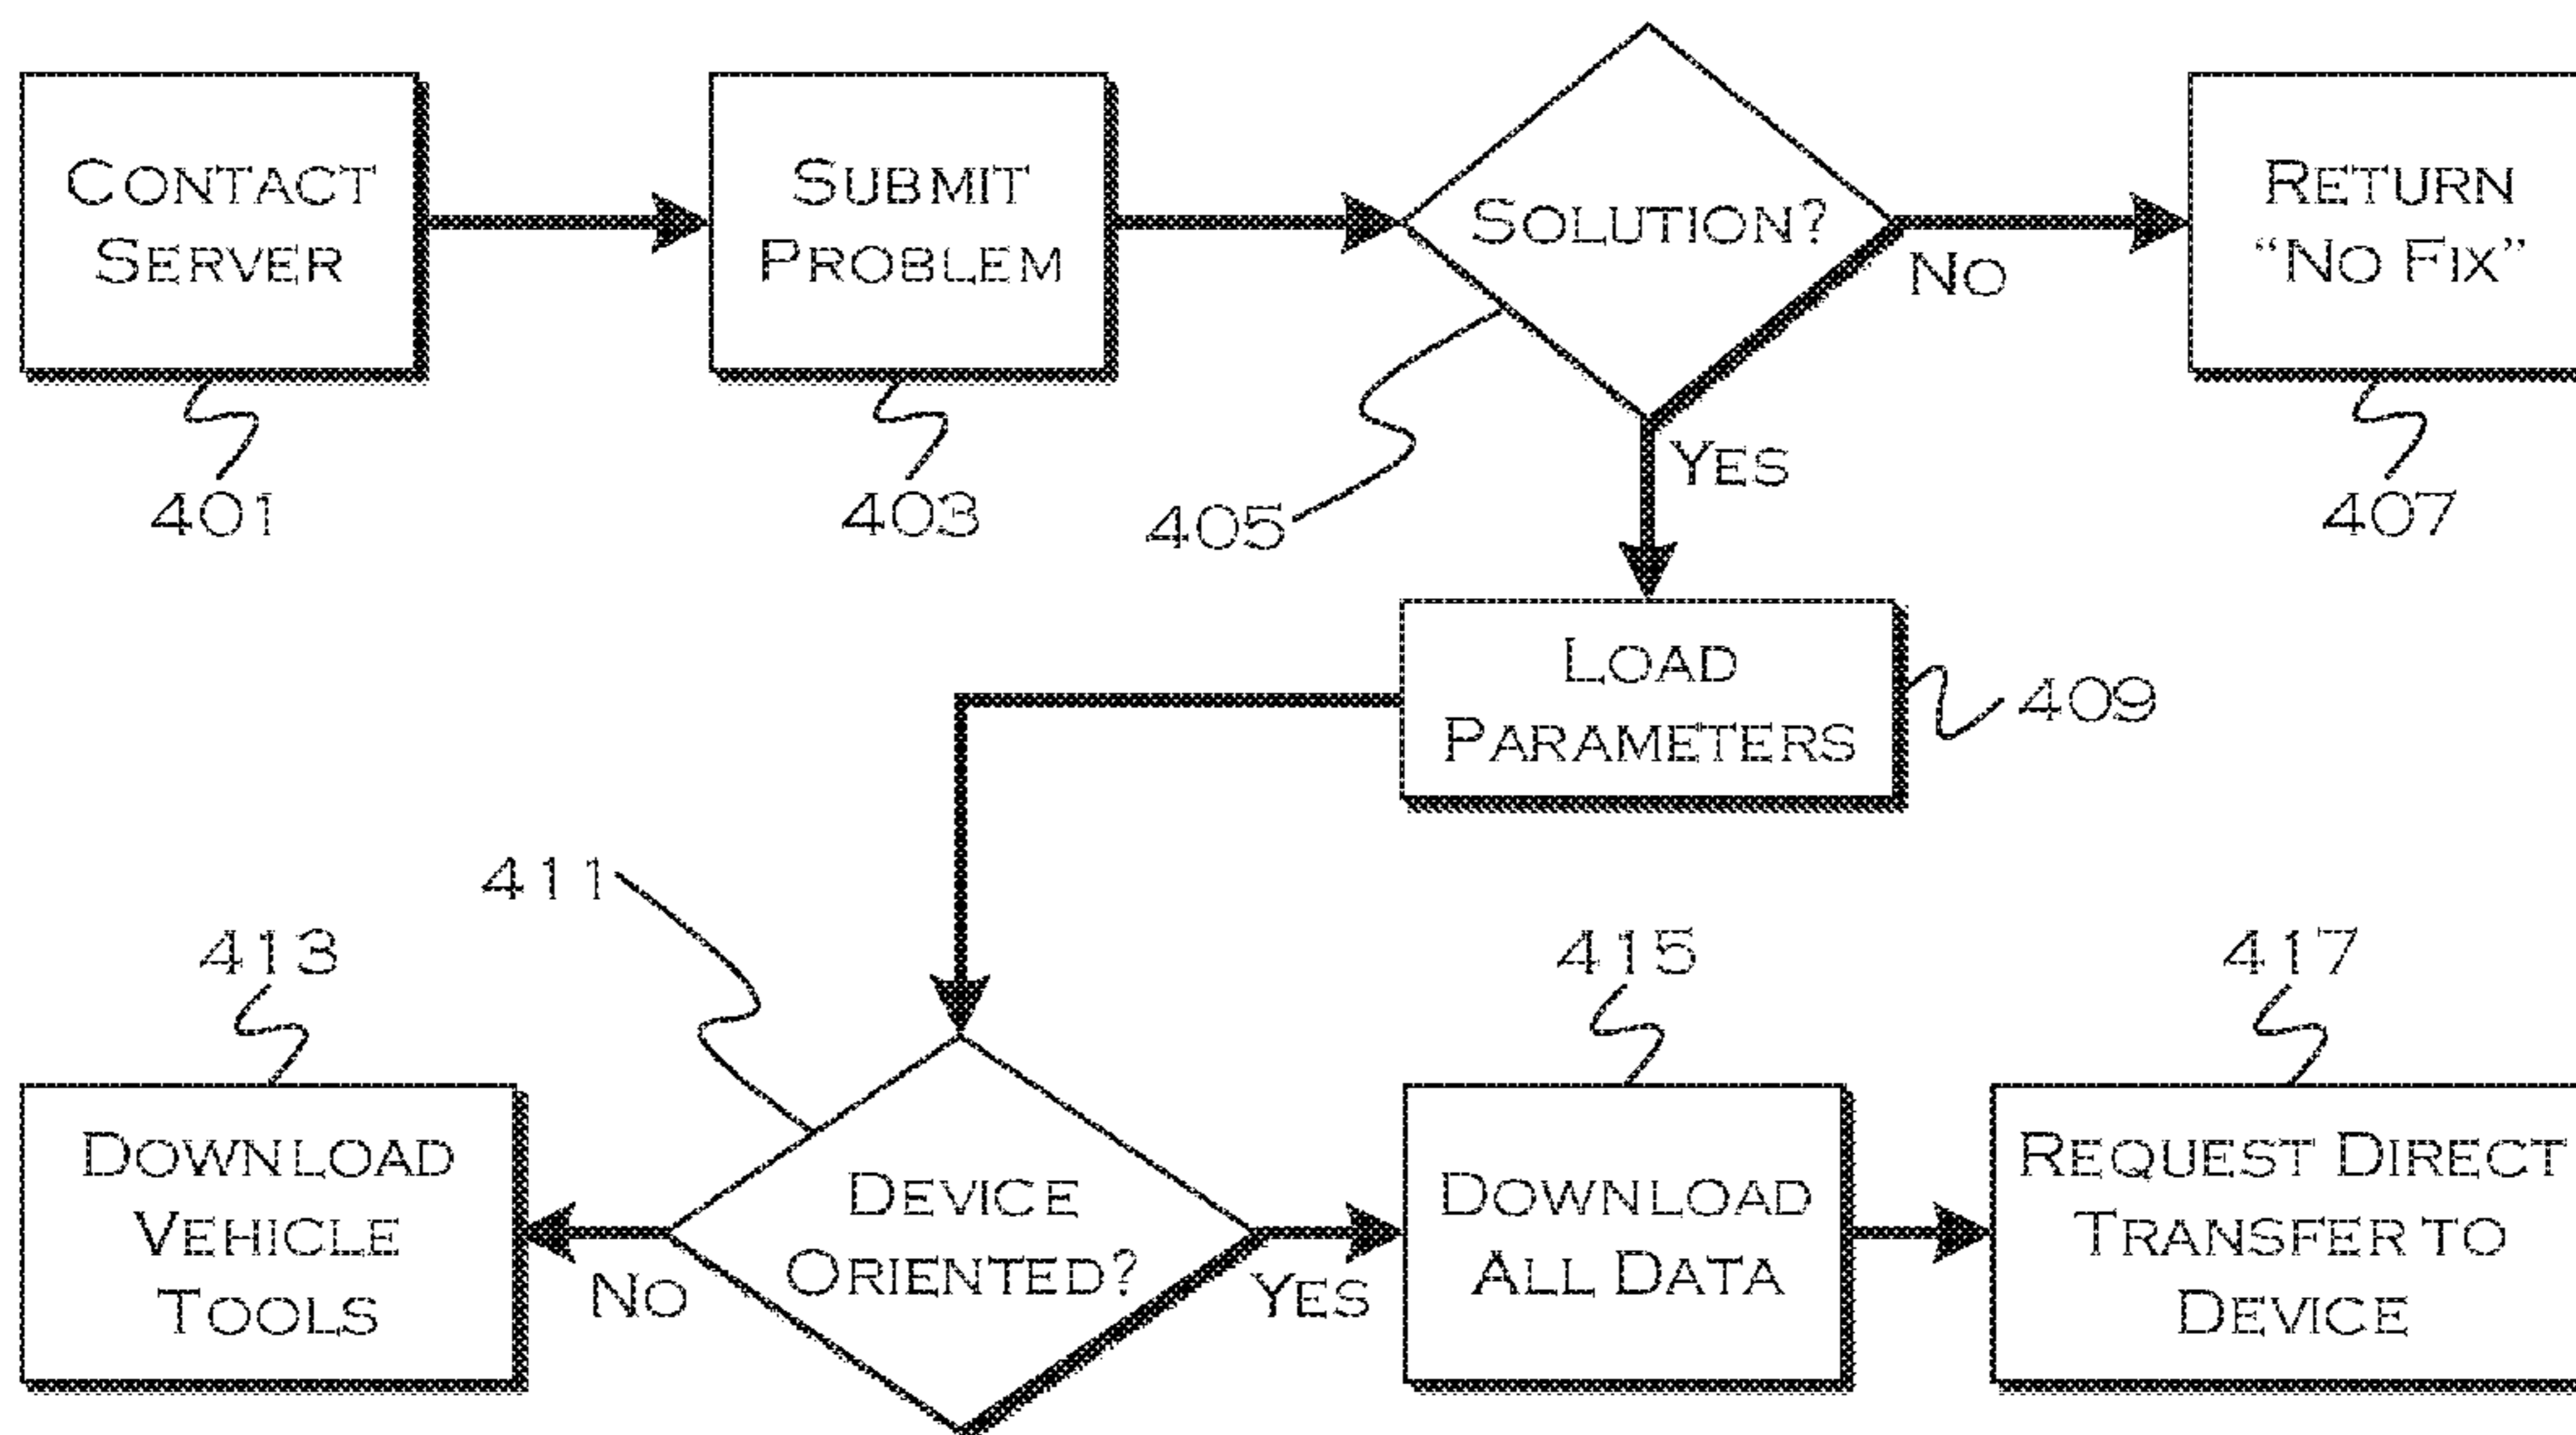 CONTACT
SERVER
401
SUBMIT
PROBLEM
403
SOLUTION?
NO
YES
405
RETURN
“NO FIX”
407
LOAD
PARAMETERS
409
411
413
DOWNLOAD
VEHICLE
TOOLS
DEVICE
ORIENTED?
NO
YES
415
DOWNLOAD
ALL DATA
417
REQUEST DIRECT
TRANSFER TO
DEVICE